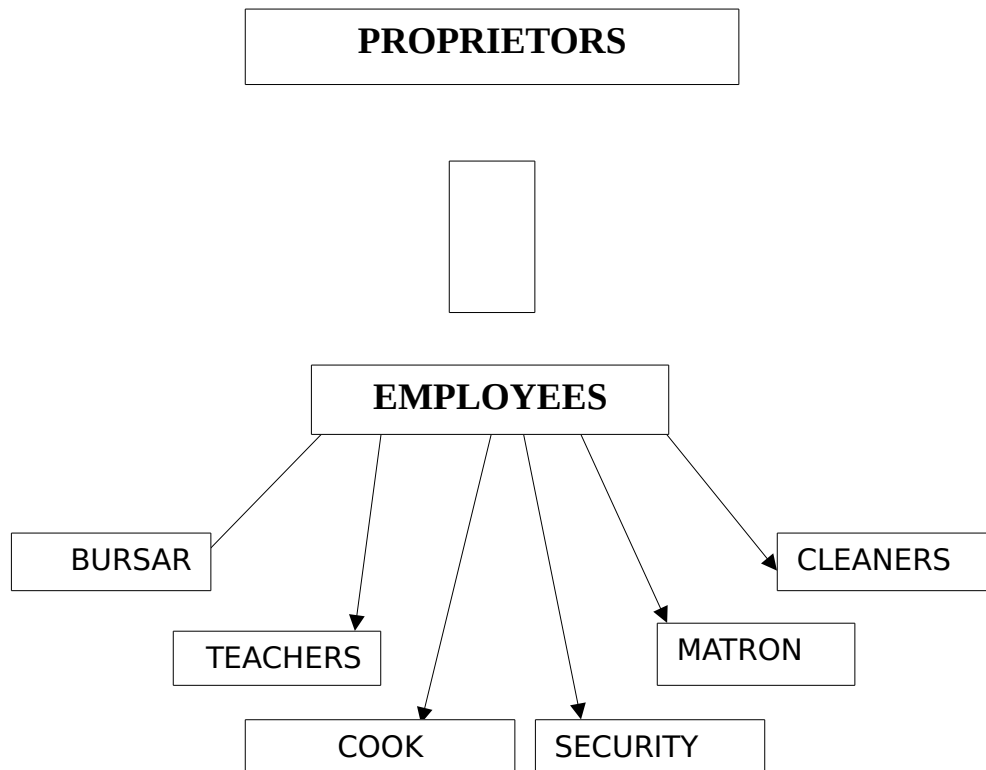 PROPRIETORS
EMPLOYEES
BURSAR
CLEANERS
TEACHERS
MATRON
COOK
SECURITY